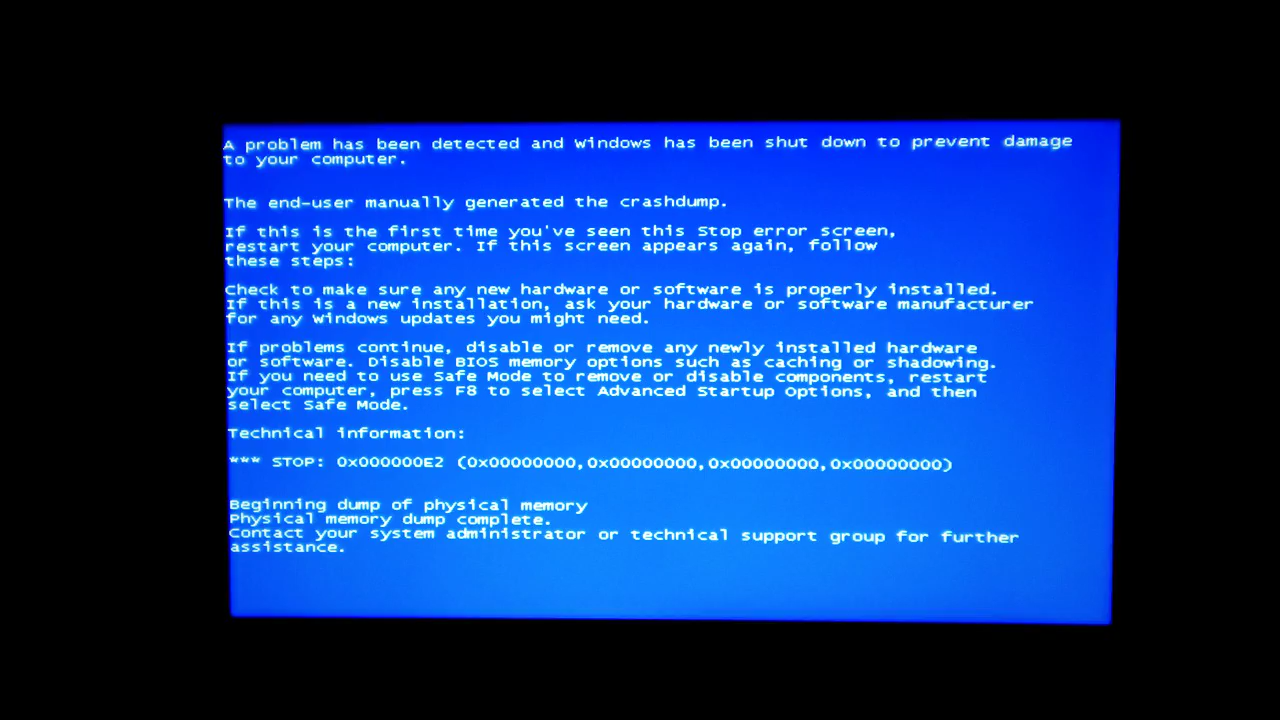 A problem has been detected and Windows has been shut down to prevent damage
to your computer.
The end-user manually generated the crashdump.
If this is the first time you've seen this Stop error screen,
restart your computer. If this screen appears again, follow
these steps:
Check to make sure any new hardware or software is properly installed.
If this is a new installation, ask your hardware or software manufacturer
for any Windows updates you might need.
If problems continue, disable or remove any newly installed hardware
or software. Disable BIOS memory options such as caching or shadowing.
If you need to use Safe Mode to remove or disable components, restart
your computer, press F8 to select Advanced Startup Options, and then
select Safe Mode.
Technical information:
*** STOP: 0x000000E2 (0x00000000,0x00000000,0x00000000,0x00000000)
Beginning dump of physical memory
Physical memory dump complete.
Contact your system administrator or technical support group for further
assistance.